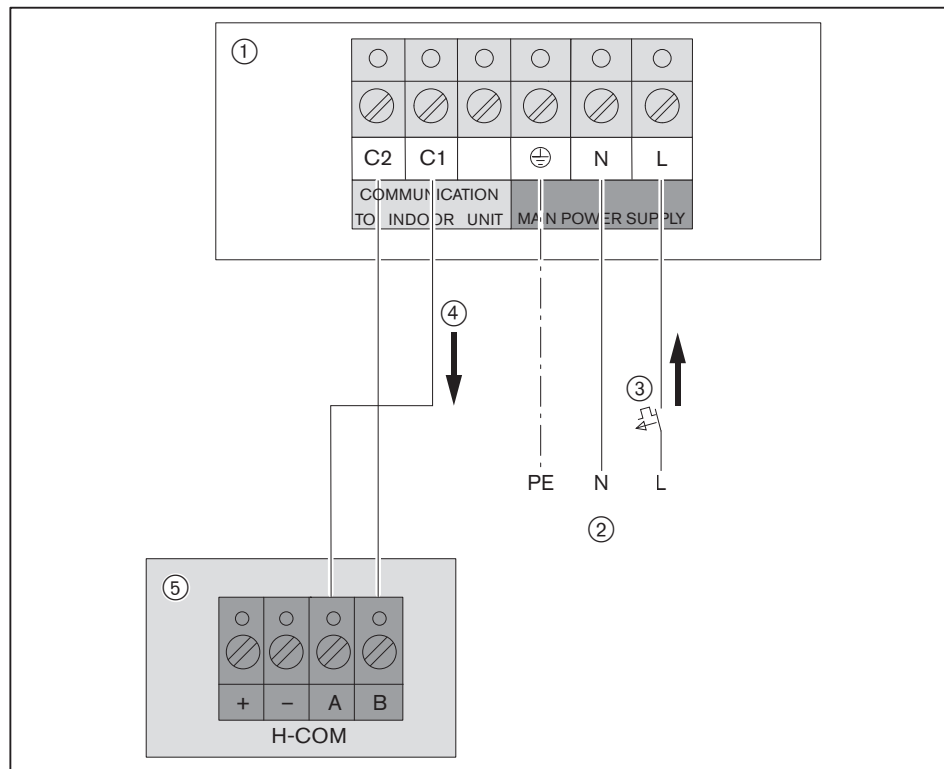 ①
C2 C1 N L
COMMUNICATION
TO INDOOR UNIT MAIN POWER SUPPLY
④
③
PE N L
②
⑤
+ – A B
H-COM